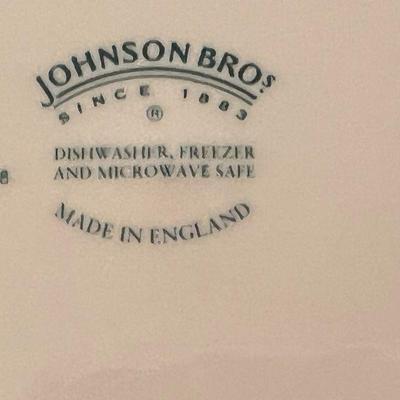 JOHNSON BROS.
SINCE 1883
®
DISHWASHER, FREEZER
AND MICROWAVE SAFE
MADE IN ENGLAND